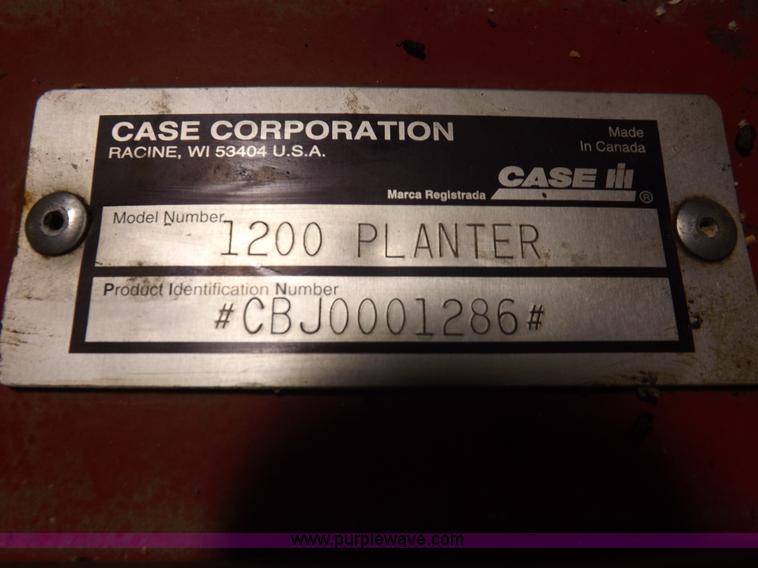 CASE CORPORATION
RACINE, WI 53404 U.S.A.
Made
In Canada
Marca Registrada
CASE III ®
Model Number
1200 PLANTER
Product Identification Number
#CBJ0001286#
www.purplewave.com